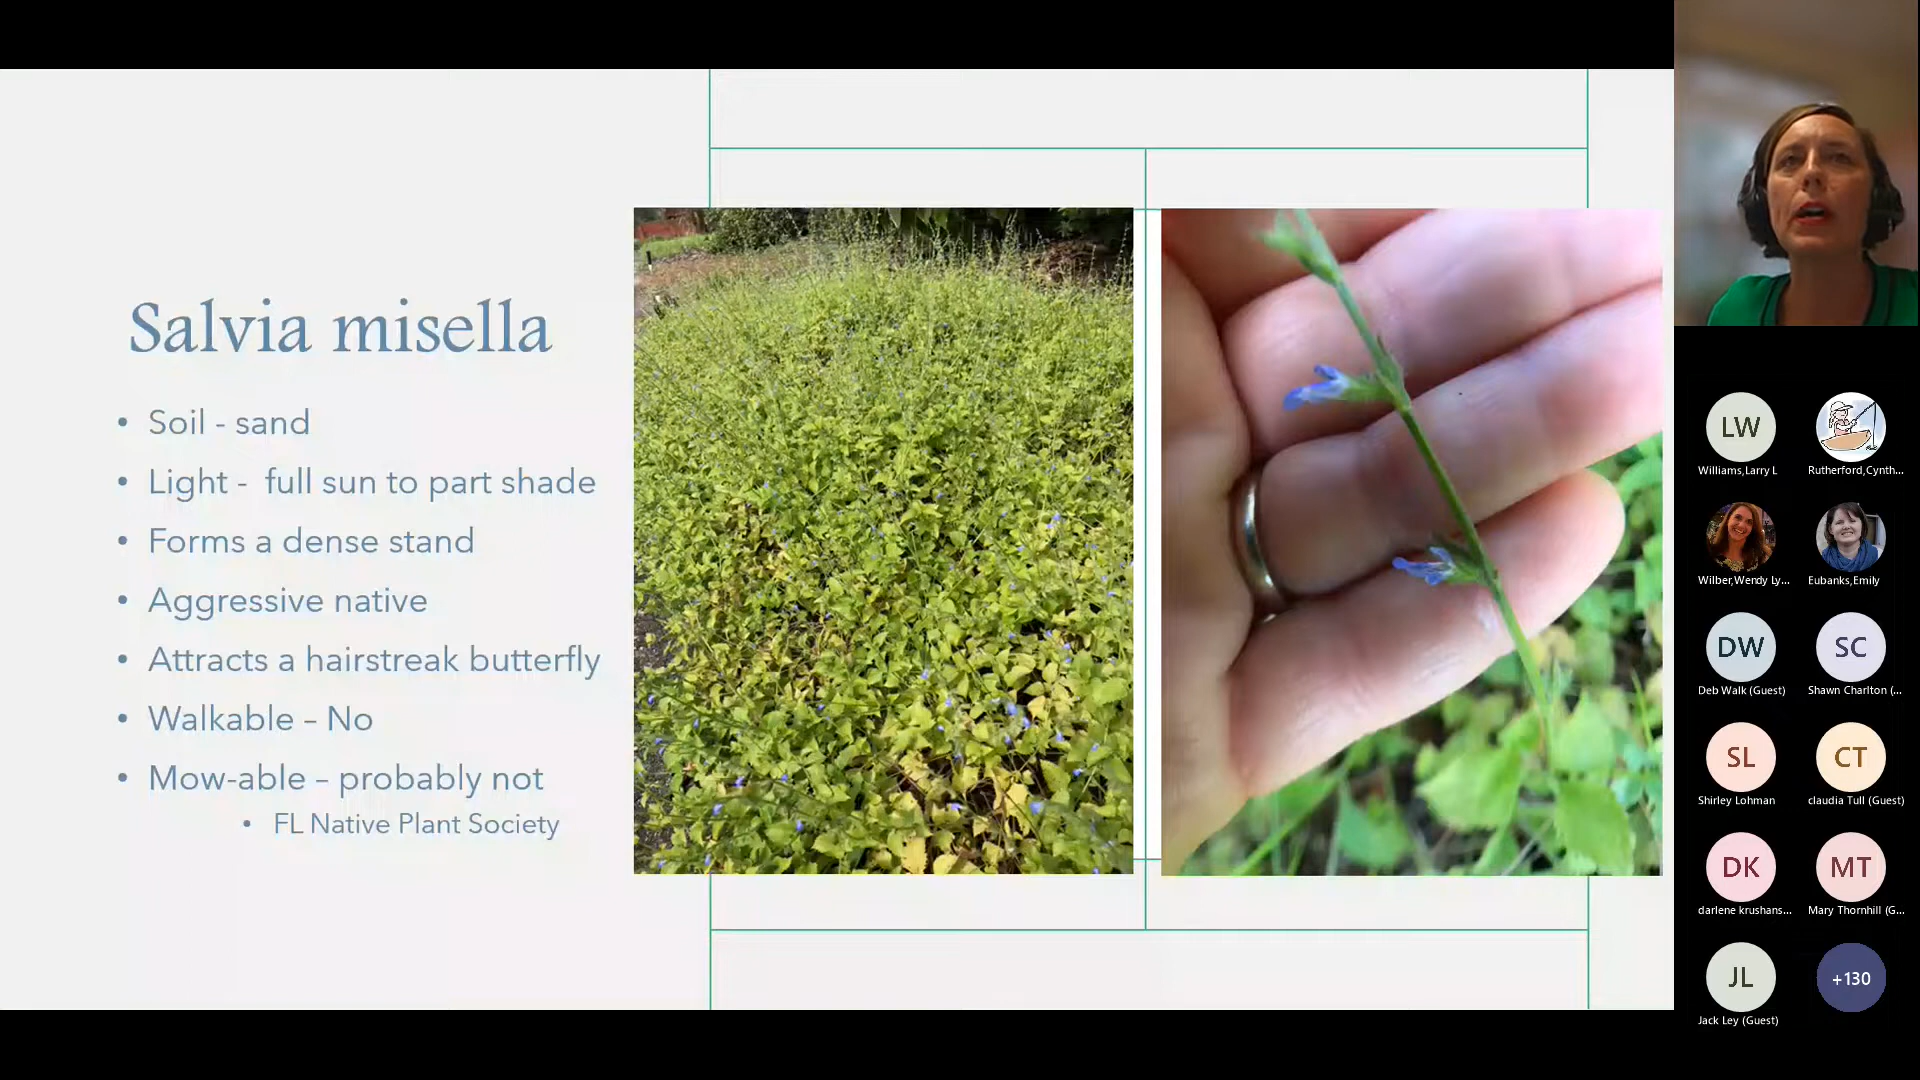 Salvia misella
• Soil - sand
• Light - full sun to part shade
• Forms a dense stand
• Aggressive native
• Attracts a hairstreak butterfly
• Walkable – No
• Mow-able – probably not
• FL Native Plant Society
LW
Williams,Larry L
Rutherford,Cynth...
Wilber,Wendy Ly...
Eubanks,Emily
DW
Deb Walk (Guest)
SC
Shawn Charlton (...
SL
Shirley Lohman
CT
claudia Tull (Guest)
DK
darlene krushans...
MT
Mary Thornhill (G...
JL
Jack Ley (Guest)
+130